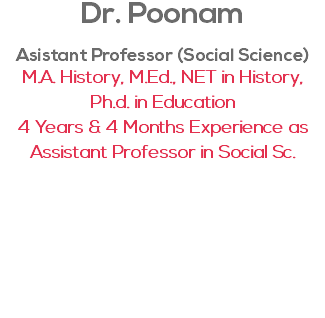 Dr. Poonam
Asistant Professor (Social Science)
M.A. History, M.Ed., NET in History,
Ph.d. in Education
4 Years & 4 Months Experience as
Assistant Professor in Social Sc.